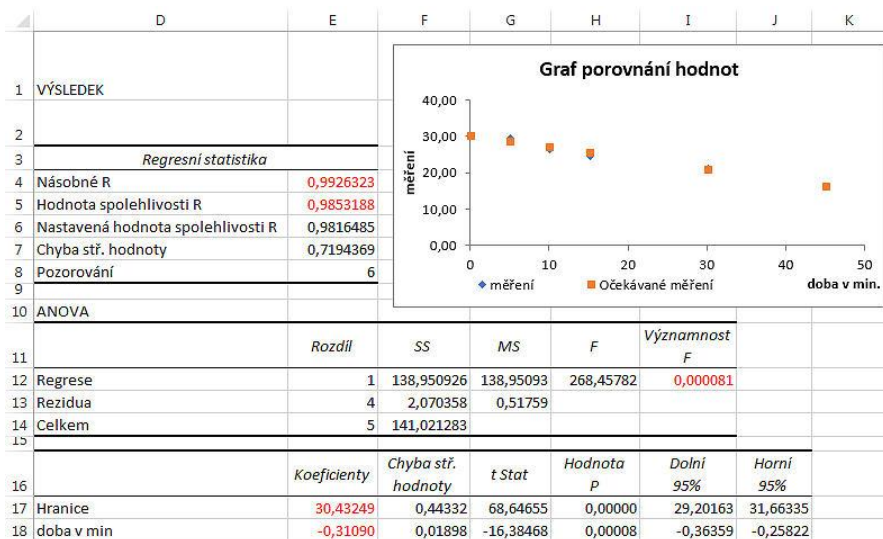 D E F G H I J K
Graf porovnání hodnot
1 VÝSLEDEK
40,00
2
30,00
3 Regresní statistika
měření
4 Násobné R 0,9926323
20,00
5 Hodnota spolehlivosti R 0,9853188
6 Nastavená hodnota spolehlivosti R 0,9816485
10,00
7 Chyba stř. hodnoty 0,7194369
0,00
8 Pozorování 6
0 10 20 30 40 50
měření Očekávané měření doba v min.
9
10 ANOVA
11 Rozdíl SS MS F Významnost
F
12 Regrese 1 138,950926 138,95093 268,45782 0,000081
13 Rezidua 4 2,070358 0,51759
14 Celkem 5 141,021283
15
16 Koeficienty Chyba stř. t Stat Hodnota Dolní Horní
hodnoty P 95% 95%
17 Hranice 30,43249 0,44332 68,64655 0,00000 29,20163 31,66335
18 doba v min -0,31090 0,01898 -16,38468 0,00008 -0,36359 -0,25822